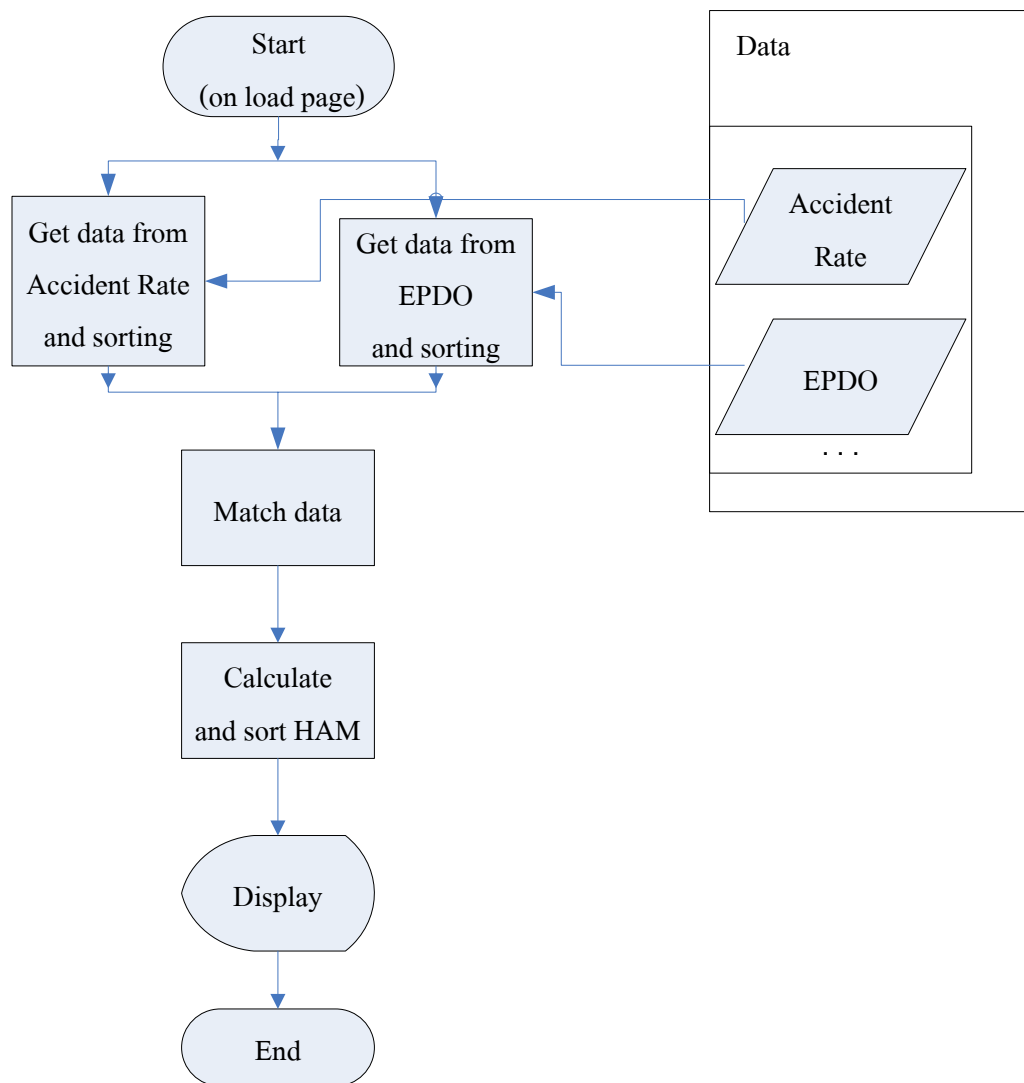 Start
(on load page)
Data
Get data from
Accident Rate
and sorting
Get data from
EPDO
and sorting
Accident
Rate
EPDO
. . .
Match data
Calculate
and sort HAM
Display
End